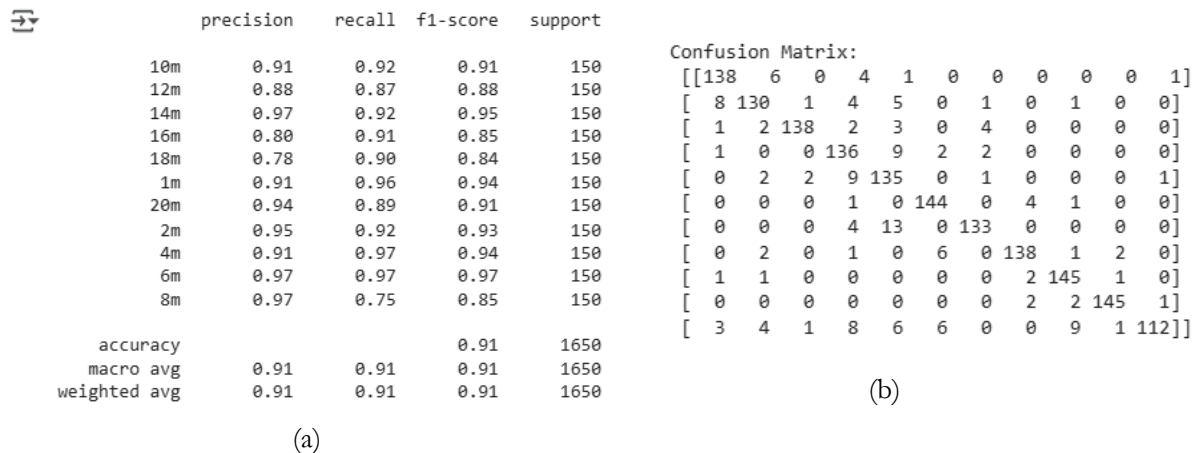 precision recall f1-score support
10m 0.91 0.92 0.91 150
12m 0.88 0.87 0.88 150
14m 0.97 0.92 0.95 150
16m 0.80 0.91 0.85 150
18m 0.78 0.90 0.84 150
1m 0.91 0.96 0.94 150
20m 0.94 0.89 0.91 150
2m 0.95 0.92 0.93 150
4m 0.91 0.97 0.94 150
6m 0.97 0.97 0.97 150
8m 0.97 0.75 0.85 150
accuracy 0.91 1650
macro avg 0.91 0.91 0.91 1650
weighted avg 0.91 0.91 0.91 1650
(a)
Confusion Matrix:
[[138 6 0 4 1 0 0 0 0 0 1]
[ 8 130 1 4 5 0 1 0 1 0 0]
[ 1 2 138 2 3 0 4 0 0 0 0]
[ 1 0 0 136 9 2 2 0 0 0 0]
[ 0 2 2 9 135 0 1 0 0 0 1]
[ 0 0 0 1 0 144 0 4 1 0 0]
[ 0 0 0 4 13 0 133 0 0 0 0]
[ 0 2 0 1 0 6 0 138 1 2 0]
[ 1 1 0 0 0 0 0 2 145 1 0]
[ 0 0 0 0 0 0 0 2 2 145 1]
[ 3 4 1 8 6 6 0 0 9 1 112]]
(b)